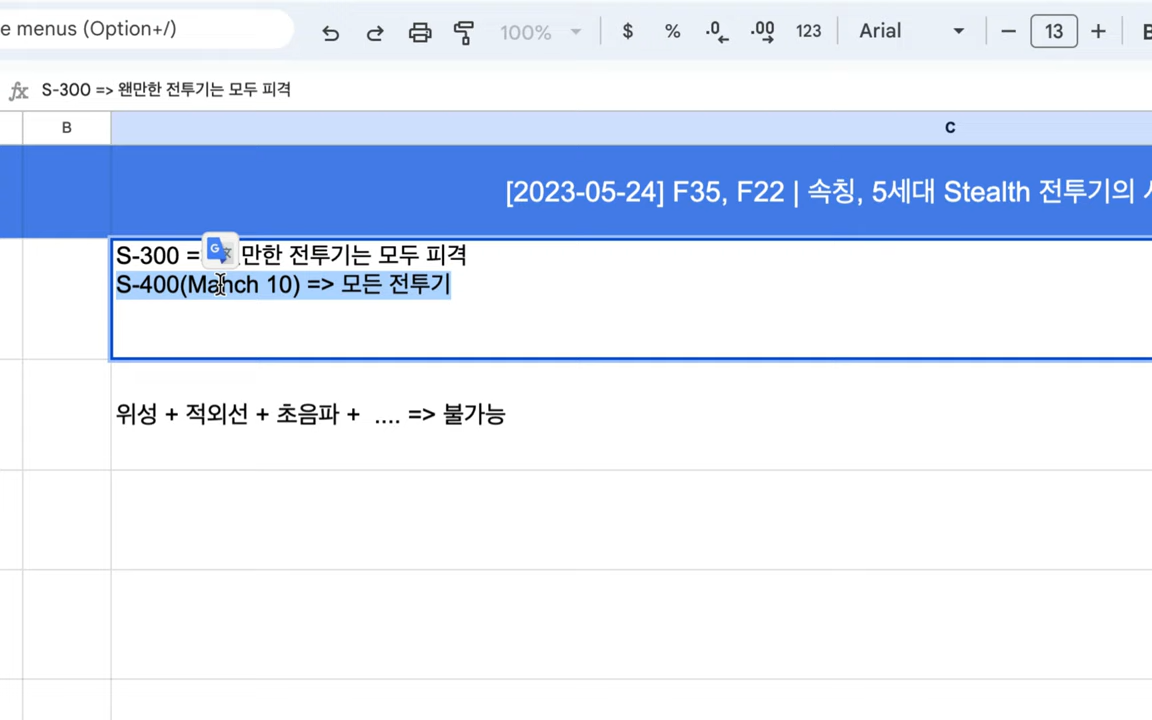 e menus (Option+/)
100%
$ % .0 .00 123 Arial 13 B
fx S-300 => 왠만한 전투기는 모두 피격
B C
[2023-05-24] F35, F22 | 속칭, 5세대 Stealth 전투기의
S-300 = 만한 전투기는 모두 피격
S-400(Mahch 10) => 모든 전투기
위성 + 적외선 + 초음파 + .... => 불가능